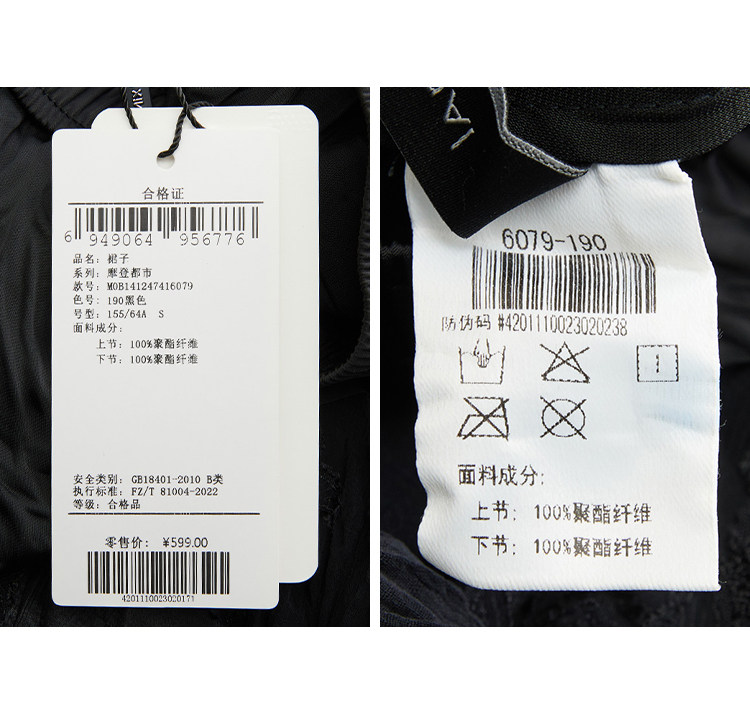 合格证
6 949064 956776
品名：裙子
系列：摩登都市
款号：M0B141247416079
色号：190黑色
号型：155/64A S
面料成分：
上节：100%聚酯纤维
下节：100%聚酯纤维
安全类别：GB18401-2010 B类
执行标准：FZ/T 81004-2022
等级：合格品
零售价：¥599.00
4201110023020171
6079-190
防伪码 #4201110023020238
面料成分:
上节: 100%聚酯纤维
下节: 100%聚酯纤维